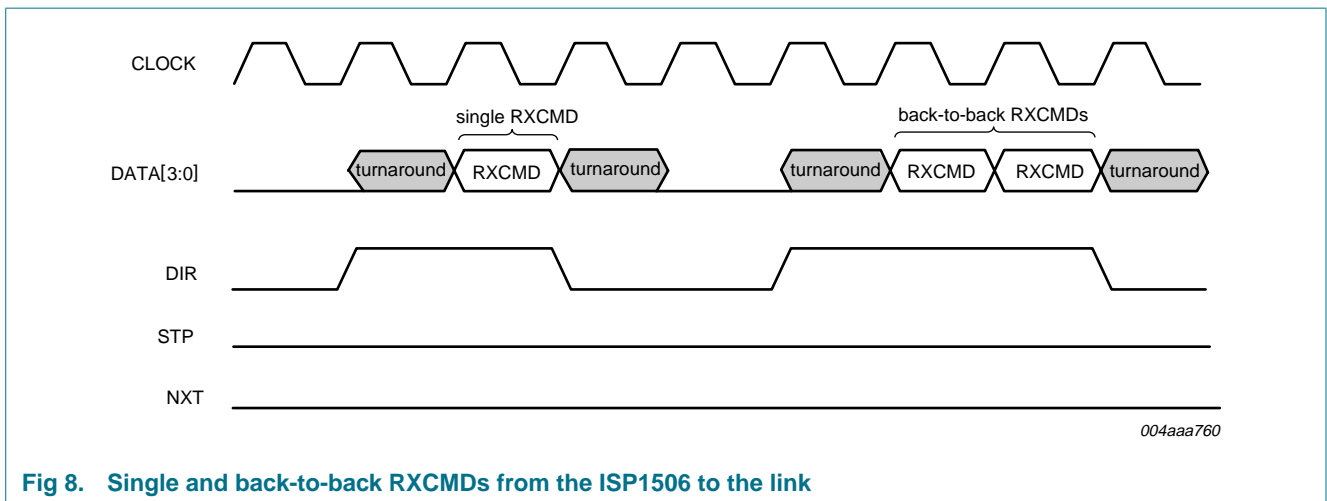 CLOCK
single RXCMD
back-to-back RXCMDs
DATA[3:0]
turnaround RXCMD turnaround turnaround RXCMD RXCMD turnaround
DIR
STP
NXT
004aaa760
Fig 8. Single and back-to-back RXCMDs from the ISP1506 to the link